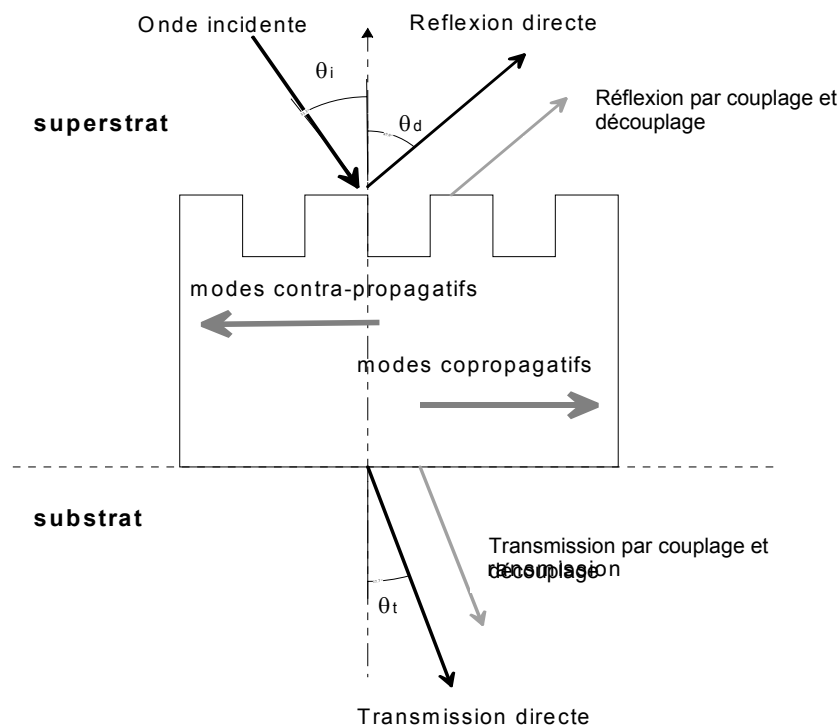 Onde incidente
Reflexion directe
θi
Réflexion par couplage et
découplage
superstrat
θd
modes contra-propagatifs
modes copropagatifs
substrat
Transmission par couplage et
découplage
θt
Transmission directe